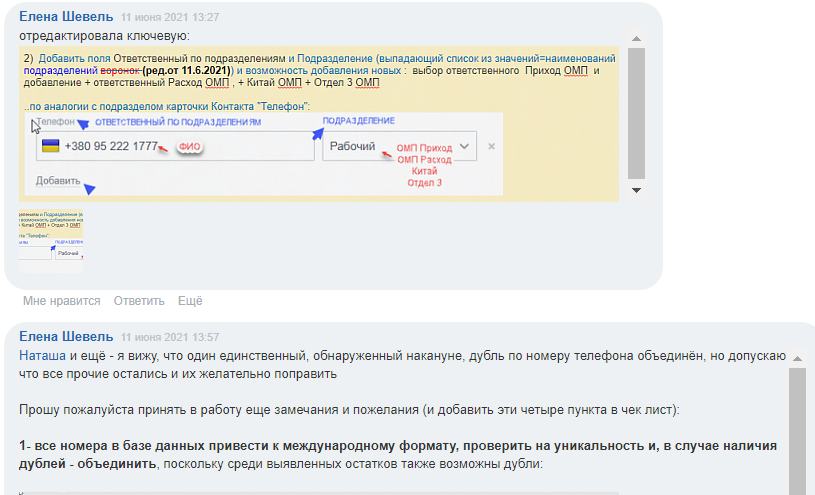 Елена Шевель 11 июня 2021 13:27
отредактировала ключевую:
2) Добавить поля Ответственный по подразделениям и Подразделение (выпадающий список из значений=наименований
подразделений воронок (ред.от 11.6.2021)) и возможность добавления новых : выбор ответственного Приход ОМП и
добавление + ответственный Расход ОМП , + Китай ОМП + Отдел 3 ОМП
..по аналогии с подразделом карточки Контакта "Телефон":
Телефон ОТВЕТСТВЕННЫЙ ПО ПОДРАЗДЕЛЕНИЯМ ПОДРАЗДЕЛЕНИЕ
+380 95 222 1777 ФИО Рабочий ОМП Приход
ОМП Расход
Китай
Отдел 3
Добавить
Мне нравится Ответить Ещё
Елена Шевель 11 июня 2021 13:57
Наташа и ещё - я вижу, что один единственный, обнаруженный накануне, дубль по номеру телефона объединён, но допускаю
что все прочие остались и их желательно поправить
Прошу пожалуйста принять в работу еще замечания и пожелания (и добавить эти четыре пункта в чек лист):
1- все номера в базе данных привести к международному формату, проверить на уникальность и, в случае наличия
дублей - объединить, поскольку среди выявленных остатков также возможны дубли: